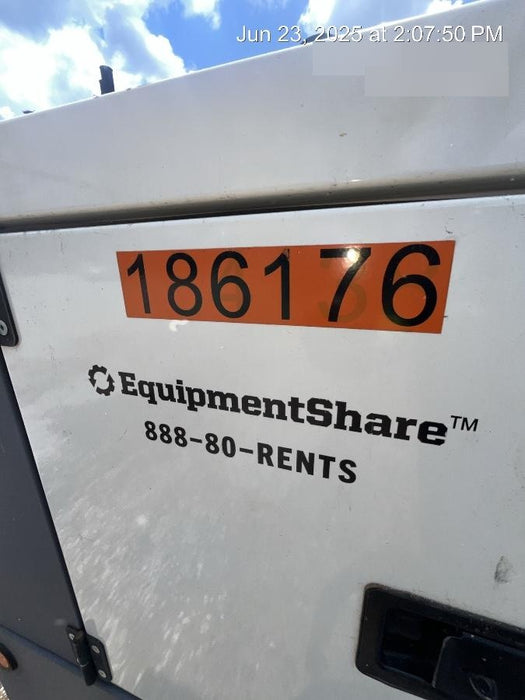 Jun 23, 2025 at 2:07:50 PM
186176
EquipmentShare™
888-80-RENTS